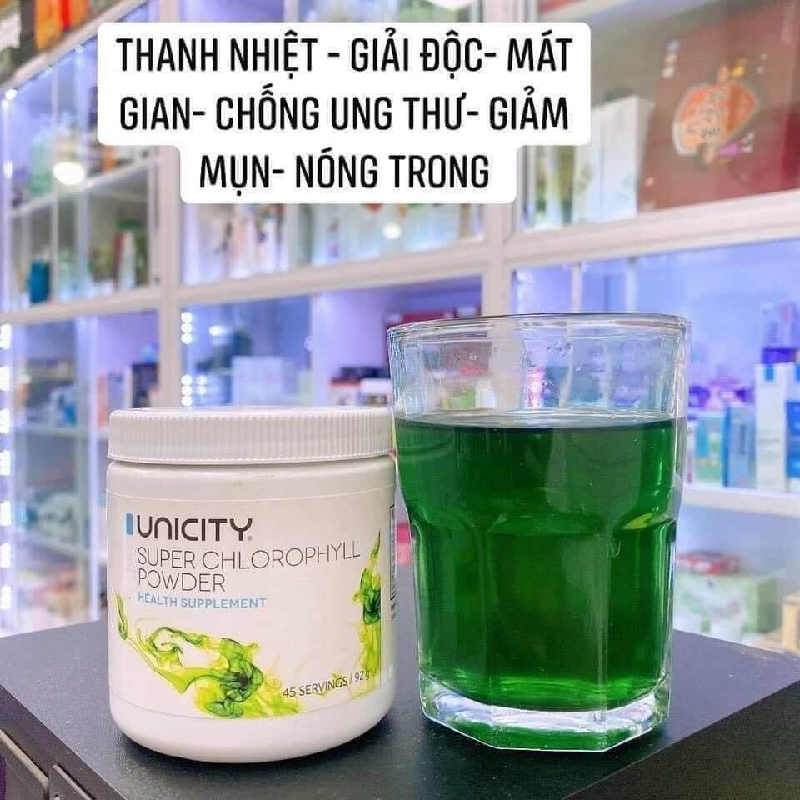 THANH NHIỆT - GIẢI ĐỘC- MÁT
GIAN- CHỐNG UNG THƯ- GIẢM
MỤN- NÓNG TRONG
UNICITY®
SUPER CHLOROPHYLL
POWDER
HEALTH SUPPLEMENT
45 SERVINGS / 92 g